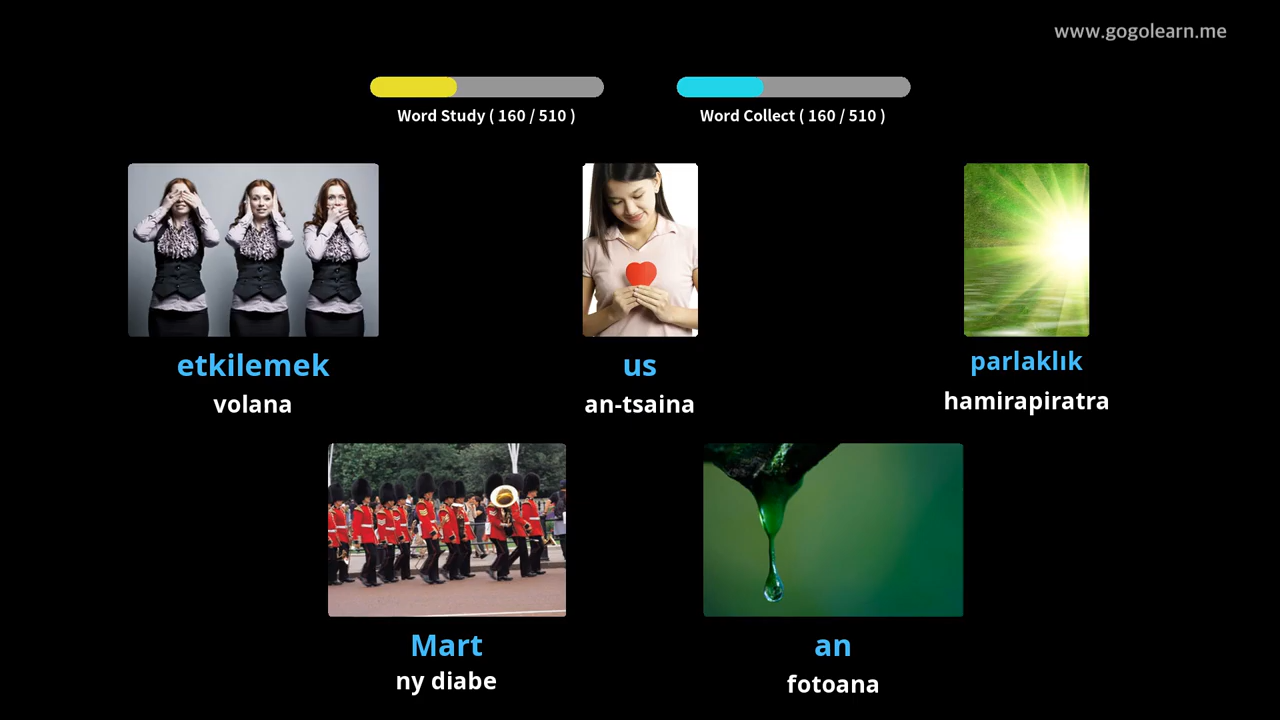 www.gogolearn.me
Word Study ( 160 / 510 )
Word Collect ( 160 / 510 )
etkilemek
volana
us
an-tsaina
parlaklık
hamirapiratra
Mart
ny diabe
an
fotoana